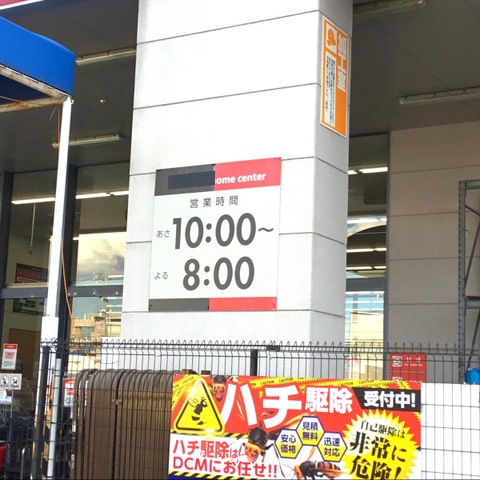 ome center
営業時間
あさ 10:00～
よる 8:00
CAUTION CAUTION
ハチ駆除 受付中!
見積無料
安心価格
迅速対応
自己駆除は
非常に
危険!
ハチ駆除は
DCMにお任せ!!